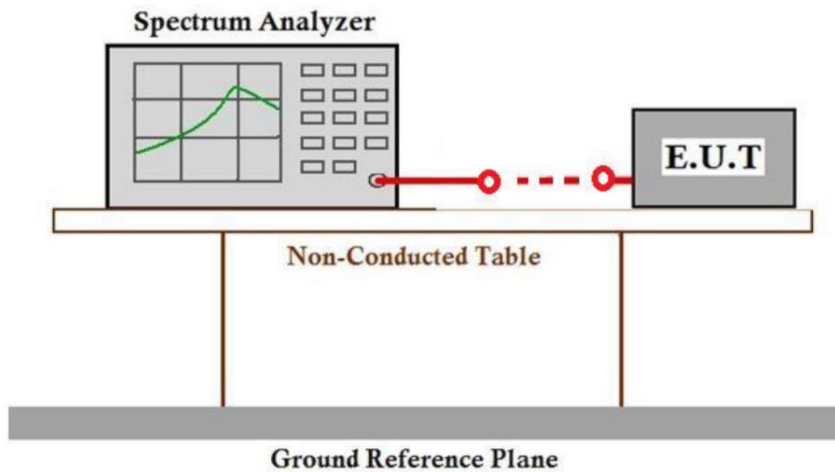 Spectrum Analyzer
E.U.T
Non-Conducted Table
Ground Reference Plane